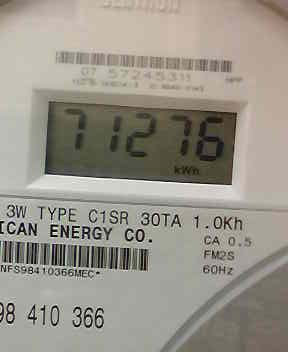 CENTRON
07 57245311
71276
kWh
3W TYPE C1SR 30TA 1.0Kh
ICAN ENERGY CO. CA 0.5
FM2S
NFS98410366MEC* 60Hz
98 410 366